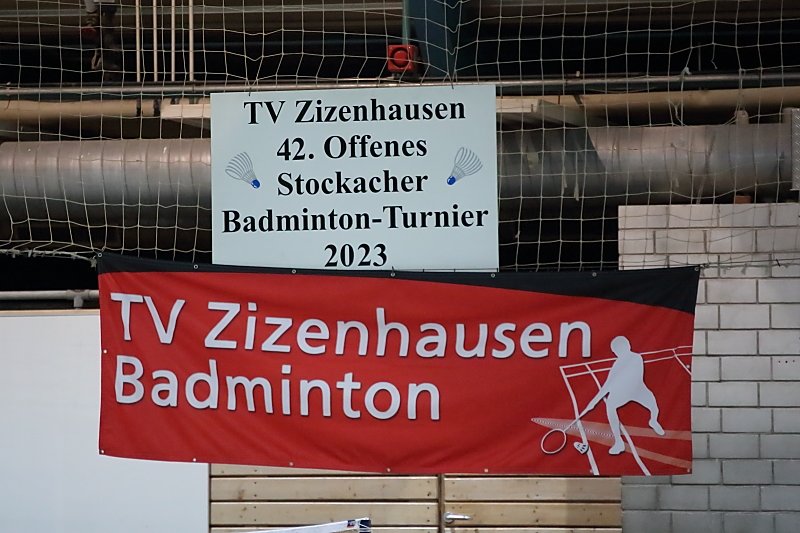 TV Zizenhausen
42. Offenes
Stockacher
Badminton-Turnier
2023
TV Zizenhausen
Badminton